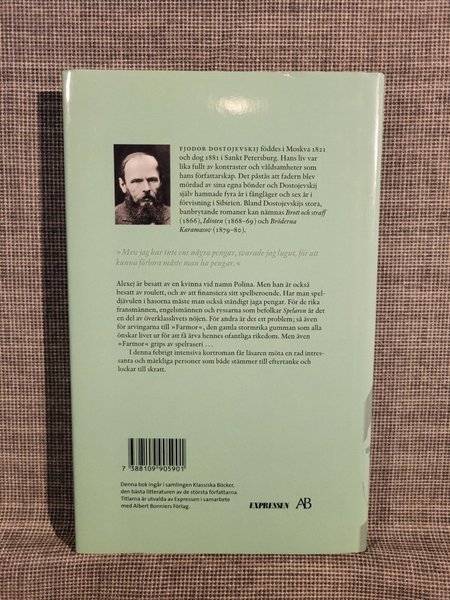 FJODOR DOSTOJEVSKIJ föddes i Moskva 1821
och dog 1881 i Sankt Petersburg. Hans liv var
lika fullt av kontraster och våldsamheter som
hans författarskap. Det påstås att fadern blev
mördad av sina egna bönder och Dostojevskij
själv hamnade fyra år i fångläger och sex år i
förvisning i Sibirien. Bland Dostojevskijs stora,
banbrytande romaner kan nämnas Brott och straff
(1866), Idioten (1868–69) och Bröderna
Karamasov (1879–80).
»Men jag har inte ens några pengar, svarade jag lugnt, för att
kunna förlora måste man ha pengar.«
Alexej är besatt av en kvinna vid namn Polina. Men han är också
besatt av roulett, och av att finansiera sitt spelberoende. Har man spel-
djävulen i hasorna måste man också ständigt jaga pengar. För de rika
fransmännen, engelsmännen och ryssarna som befolkar Spelaren är det
en del av överklasslivets nöjen. För andra är det ett problem; så även
för arvingarna till »Farmor«, den gamla stormrika gumman som alla
önskar livet ur för att få ärva hennes ofantliga rikedom. Men även
»Farmor« grips av spelraseri . . .
I denna febrigt intensiva kortroman får läsaren möta en rad intres-
santa och märkliga personer som både stämmer till eftertanke och
lockar till skratt.
7 388109 905901
Denna bok ingår i samlingen Klassiska Böcker,
den bästa litteraturen av de största författarna.
Titlarna är utvalda av Expressen i samarbete
med Albert Bonniers Förlag.
EXPRESSEN AB